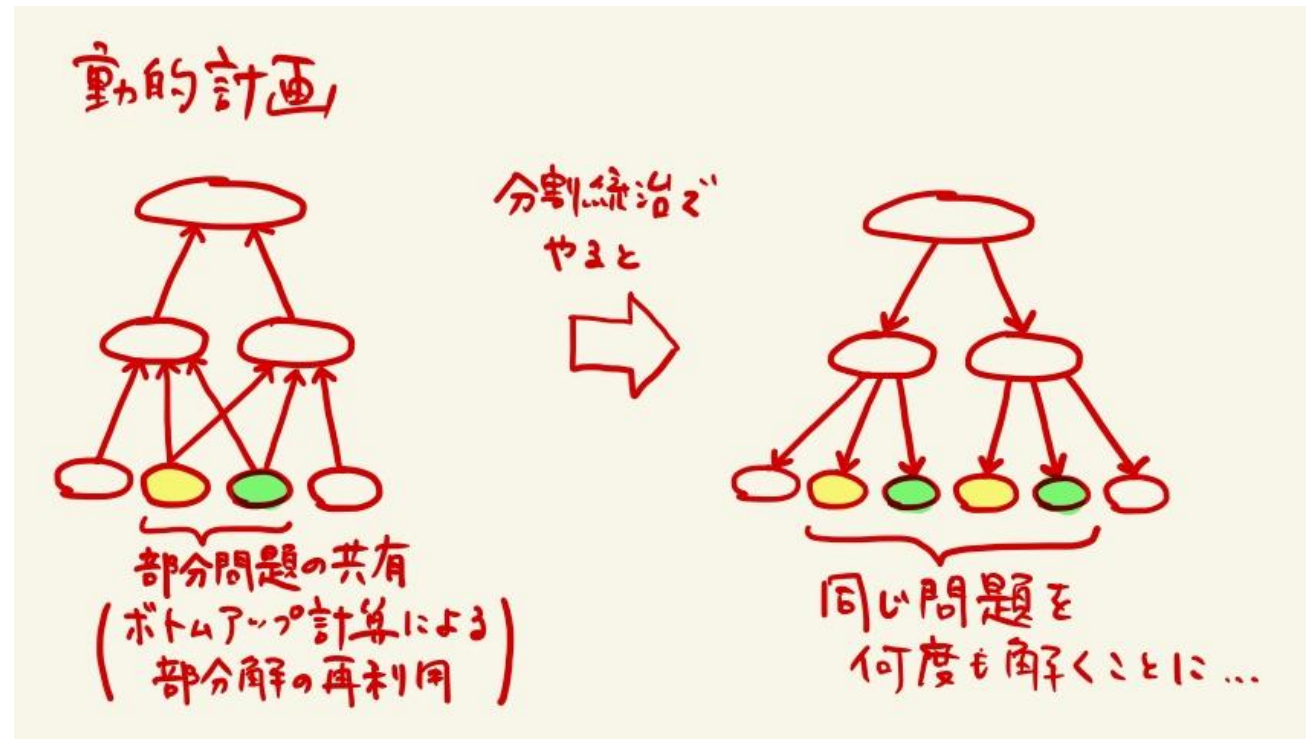 動的計画
分割統治で
やると
部分問題の共有
(ボトムアップ計算による
部分解の再利用)
同じ問題を
何度も解くことに...